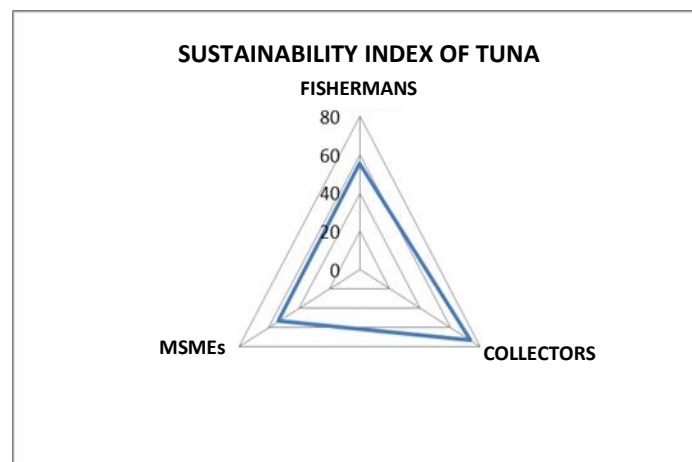 SUSTAINABILITY INDEX OF TUNA
FISHERMANS
80
60
40
20
0
MSMEs
COLLECTORS